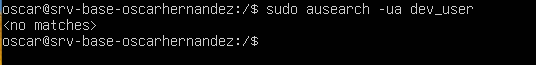 oscar@srv-base-oscarhernandez:/$ sudo ausearch -ua dev_user
<no matches>
oscar@srv-base-oscarhernandez:/$